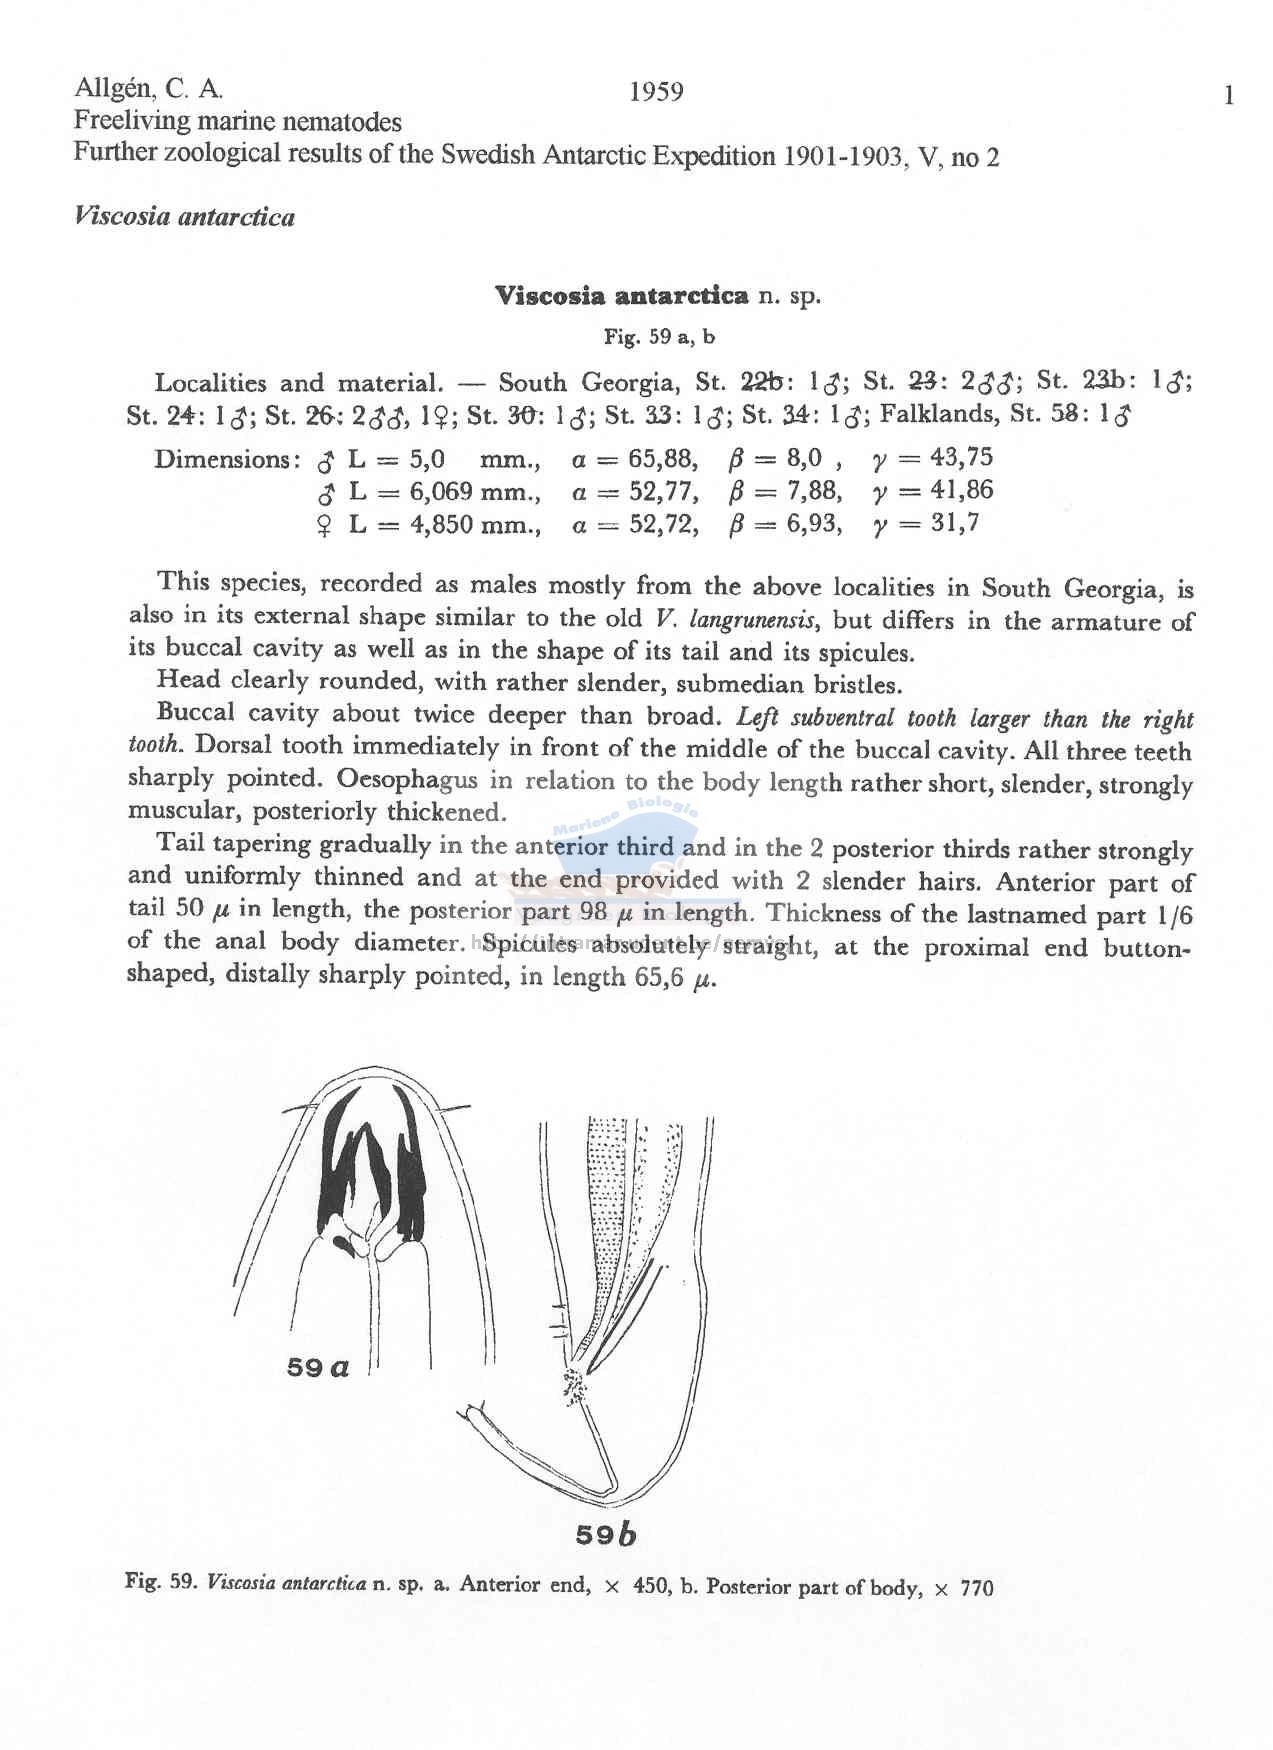 Allgén, C. A. 1959 1
Freeliving marine nematodes
Further zoological results of the Swedish Antarctic Expedition 1901-1903, V, no 2
Viscosia antarctica
Viscosia antarctica n. sp.
Fig. 59 a, b
Localities and material. — South Georgia, St. 22b: 1♂; St. 23: 2♂♂; St. 23b: 1♂;
St. 24: 1♂; St. 26: 2♂♂, 1♀; St. 30: 1♂; St. 33: 1♂; St. 34: 1♂; Falklands, St. 58: 1♂
Dimensions: ♂ L = 5,0 mm., α = 65,88, β = 8,0 , γ = 43,75
♂ L = 6,069 mm., α = 52,77, β = 7,88, γ = 41,86
♀ L = 4,850 mm., α = 52,72, β = 6,93, γ = 31,7
This species, recorded as males mostly from the above localities in South Georgia, is
also in its external shape similar to the old V. langrunensis, but differs in the armature of
its buccal cavity as well as in the shape of its tail and its spicules.
Head clearly rounded, with rather slender, submedian bristles.
Buccal cavity about twice deeper than broad. Left subventral tooth larger than the right
tooth. Dorsal tooth immediately in front of the middle of the buccal cavity. All three teeth
sharply pointed. Oesophagus in relation to the body length rather short, slender, strongly
muscular, posteriorly thickened.
Mariene Biologie
Tail tapering gradually in the anterior third and in the 2 posterior thirds rather strongly
and uniformly thinned and at the end provided with 2 slender hairs. Anterior part of
tail 50 μ in length, the posterior part 98 μ in length. Thickness of the lastnamed part 1/6
of the anal body diameter. Spicules absolutely straight, at the proximal end button-
shaped, distally sharply pointed, in length 65,6 μ.
59 a
59 b
Fig. 59. Viscosia antarctica n. sp. a. Anterior end, × 450, b. Posterior part of body, × 770